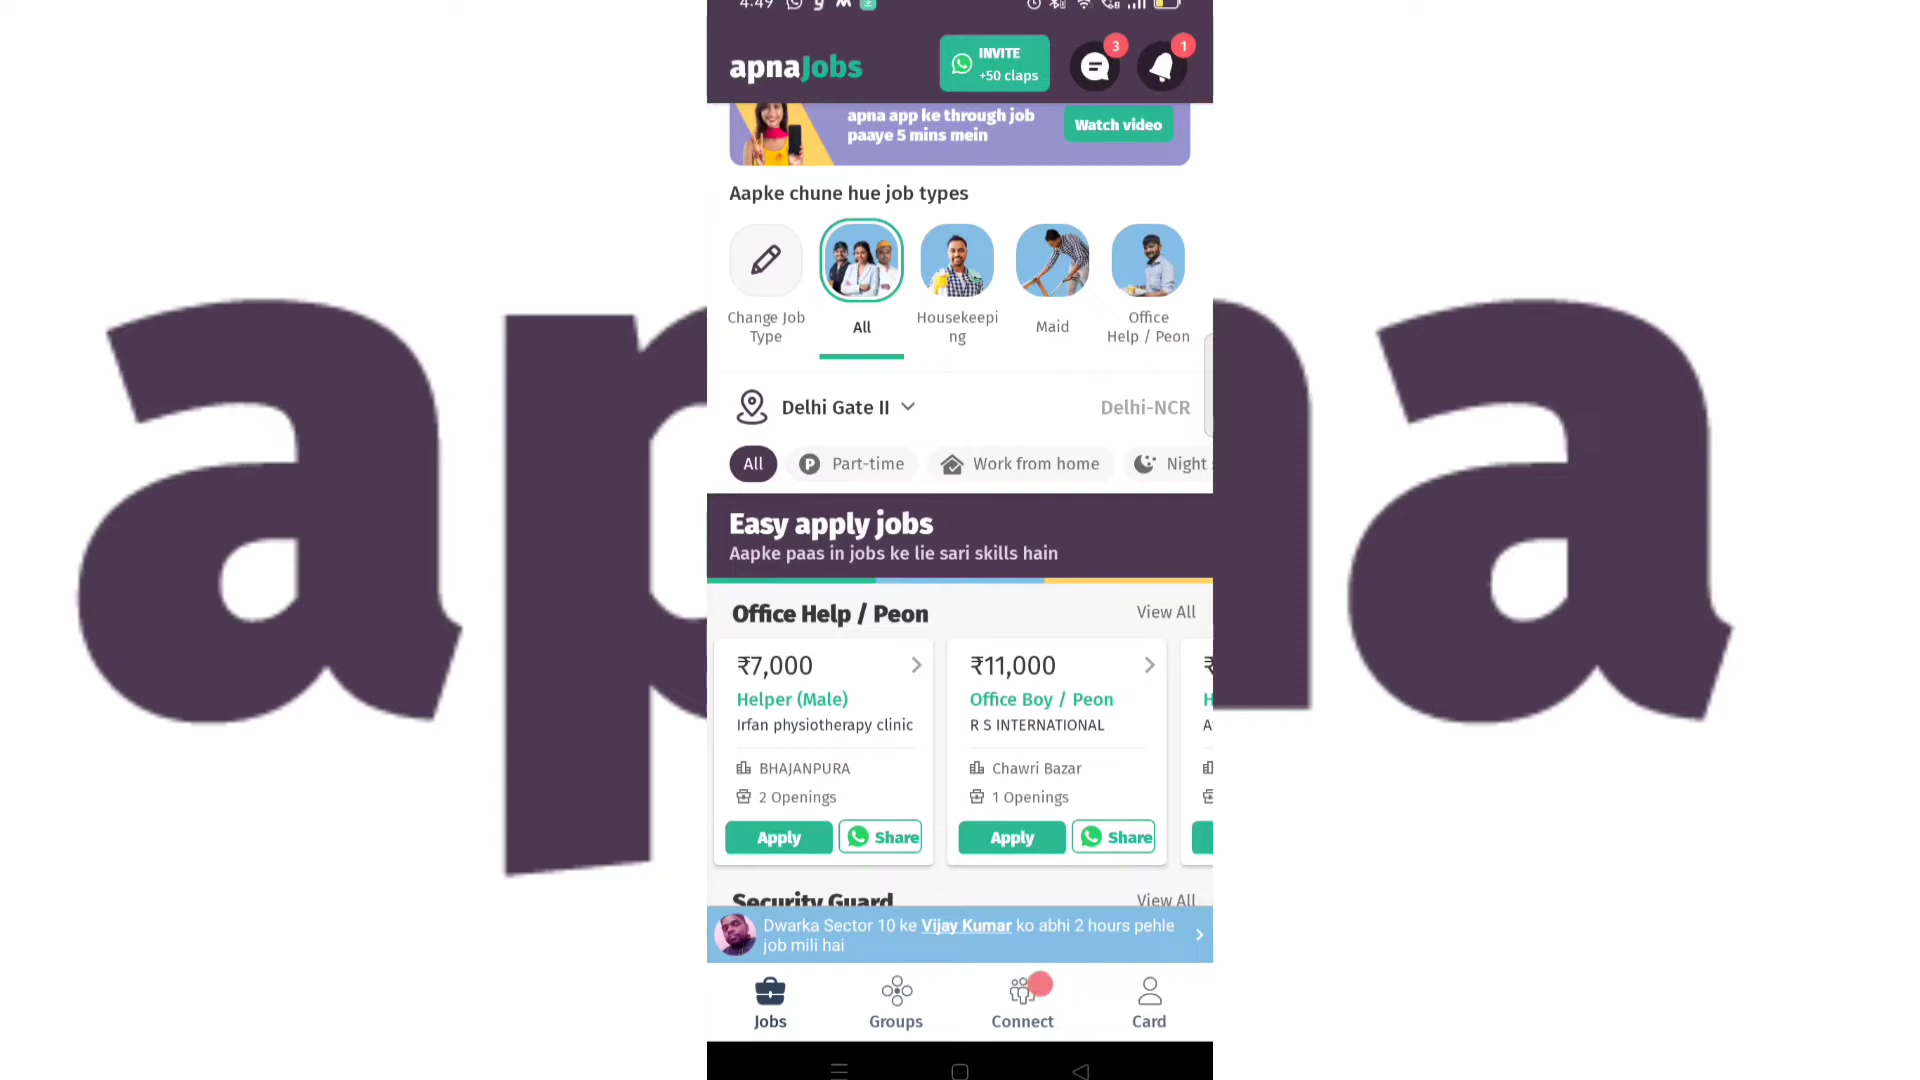 4:49
apnaJobs
INVITE
+50 claps
3
1
apna app ke through job
paaye 5 mins mein
Watch video
Aapke chune hue job types
Change Job
Type
All
Housekeepi
ng
Maid
Office
Help / Peon
Delhi Gate II
Delhi-NCR
All
P Part-time
Work from home
Night
Easy apply jobs
Aapke paas in jobs ke lie sari skills hain
Office Help / Peon
View All
₹7,000
Helper (Male)
Irfan physiotherapy clinic
BHAJANPURA
2 Openings
Apply
Share
₹11,000
Office Boy / Peon
R S INTERNATIONAL
Chawri Bazar
1 Openings
Apply
Share
₹
H
A
Security Guard
View All
Dwarka Sector 10 ke Vijay Kumar ko abhi 2 hours pehle
job mili hai
Jobs
Groups
Connect
Card
apna